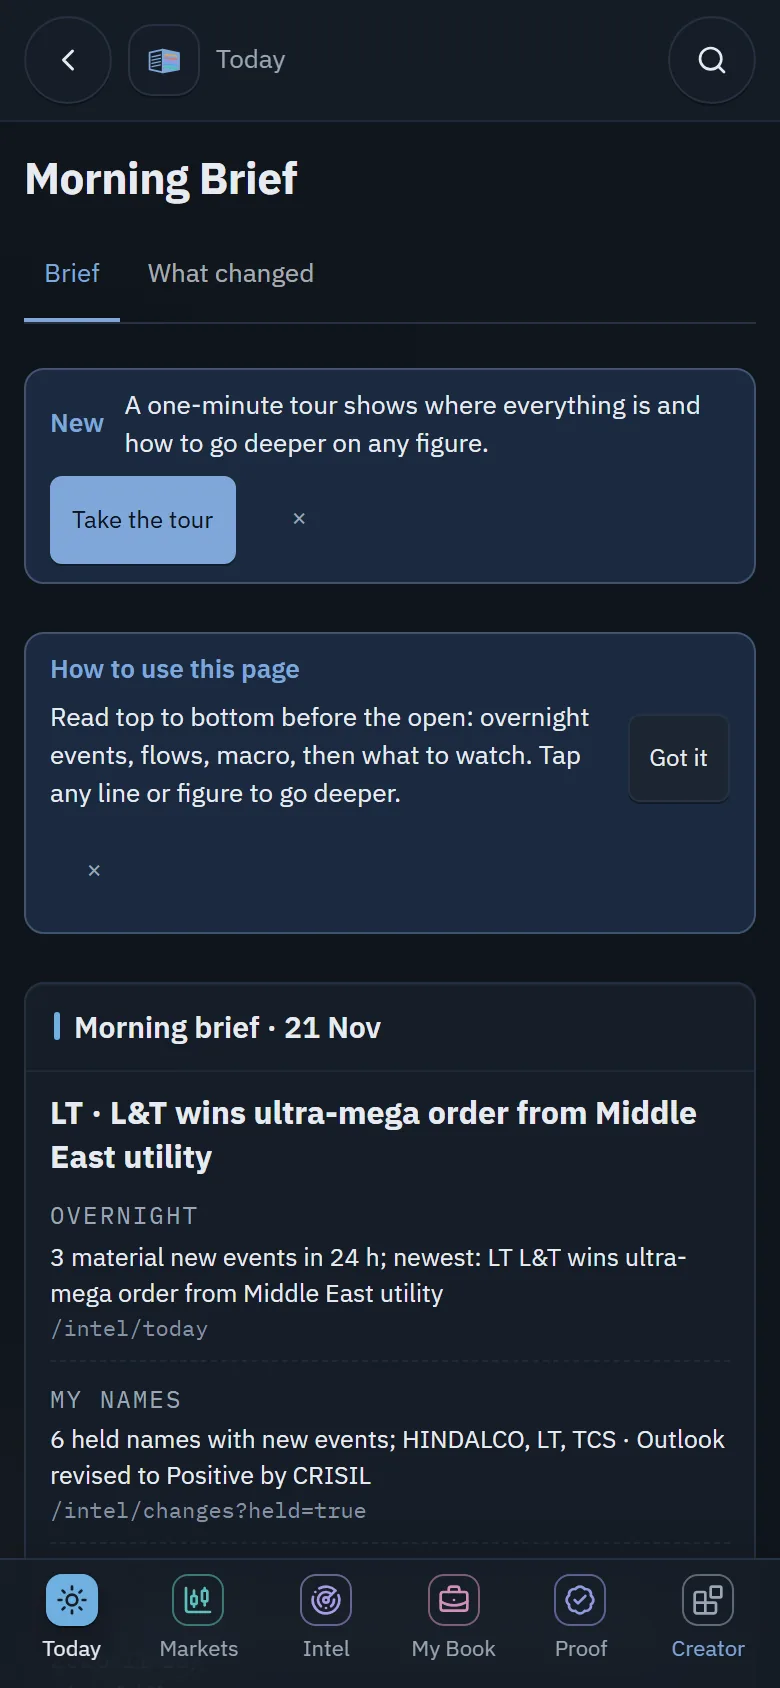 Today
Morning Brief
Brief
What changed
New
A one-minute tour shows where everything is and
how to go deeper on any figure.
Take the tour
×
How to use this page
Read top to bottom before the open: overnight
events, flows, macro, then what to watch. Tap
any line or figure to go deeper.
Got it
×
Morning brief · 21 Nov
LT · L&T wins ultra-mega order from Middle
East utility
OVERNIGHT
3 material new events in 24 h; newest: LT L&T wins ultra-
mega order from Middle East utility
/intel/today
MY NAMES
6 held names with new events; HINDALCO, LT, TCS · Outlook
revised to Positive by CRISIL
/intel/changes?held=true
Today
Markets
Intel
My Book
Proof
Creator